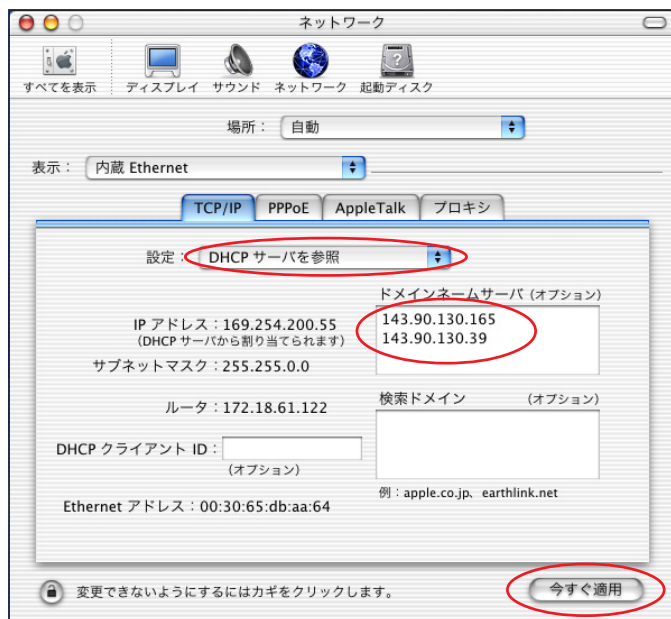 ネットワーク
すべてを表示 ディスプレイ サウンド ネットワーク 起動ディスク
場所： 自動
表示： 内蔵 Ethernet
TCP/IP PPPoE AppleTalk プロキシ
設定： DHCP サーバを参照
ドメインネームサーバ (オプション)
143.90.130.165
143.90.130.39
IP アドレス：169.254.200.55
(DHCP サーバから割り当てられます)
サブネットマスク：255.255.0.0
ルータ：172.18.61.122
検索ドメイン (オプション)
DHCP クライアント ID：
(オプション)
例：apple.co.jp、earthlink.net
Ethernet アドレス：00:30:65:db:aa:64
変更できないようにするにはカギをクリックします。
今すぐ適用